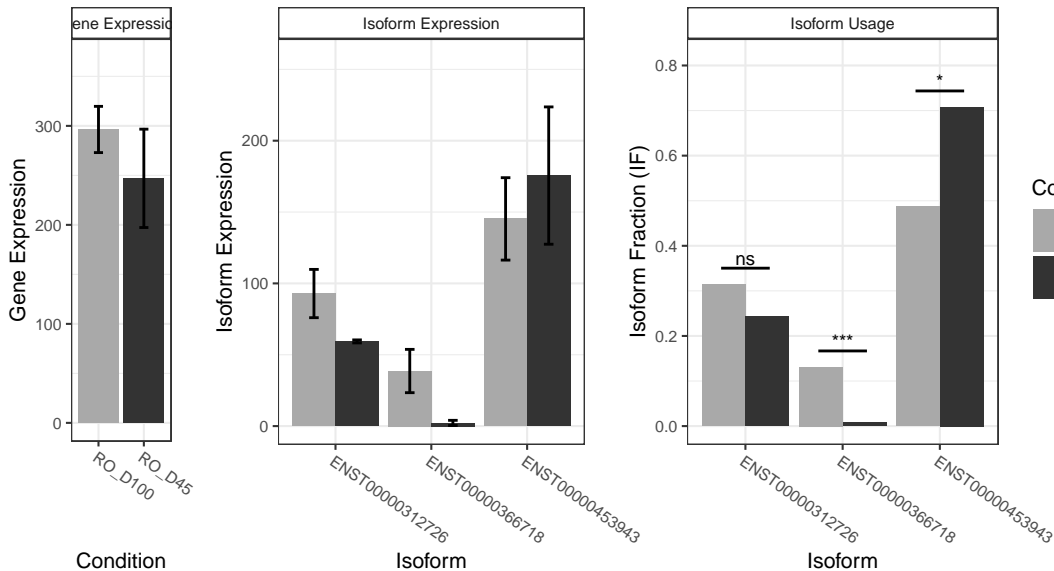 ene Expressio
Gene Expression
300
200
100
0
RO_D100
RO_D45
Condition
Isoform Expression
Isoform Expression
200
100
0
ENST00000312726
ENST00000366718
ENST00000453943
Isoform
Isoform Usage
Isoform Fraction (IF)
0.8
0.6
0.4
0.2
0.0
ns
***
*
ENST00000312726
ENST00000366718
ENST00000453943
Isoform
Co